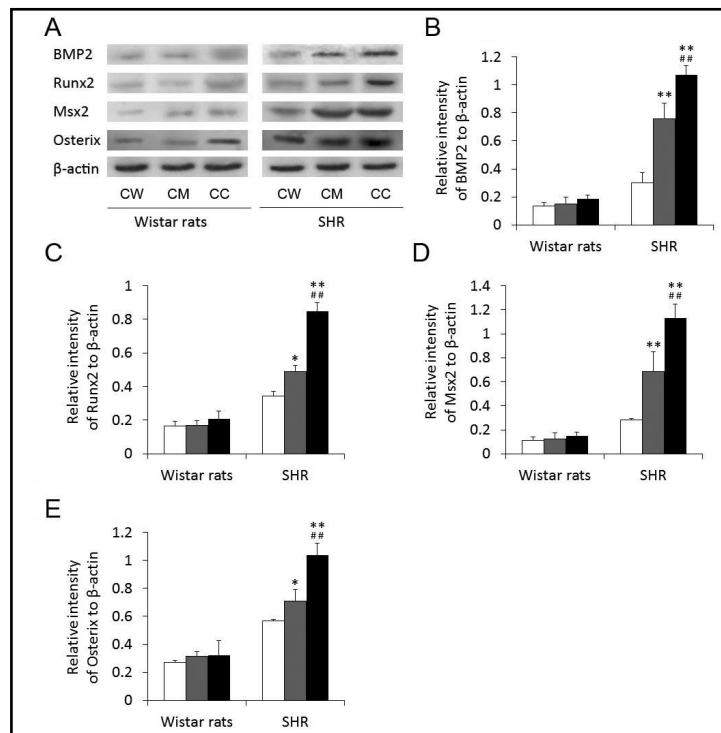 A
BMP2
Runx2
Msx2
Osterix
β-actin
CW CM CC CW CM CC
Wistar rats SHR
B
Relative intensity
of BMP2 to β-actin
1.2
1
0.8
0.6
0.4
0.2
0
**
**
##
Wistar rats SHR
C
Relative intensity
of Runx2 to β-actin
1
0.8
0.6
0.4
0.2
0
*
**
##
Wistar rats SHR
D
Relative intensity
of Msx2 to β-actin
1.4
1.2
1
0.8
0.6
0.4
0.2
0
**
**
##
Wistar rats SHR
E
Relative intensity
of Osterix to β-actin
1.2
1
0.8
0.6
0.4
0.2
0
*
**
##
Wistar rats SHR